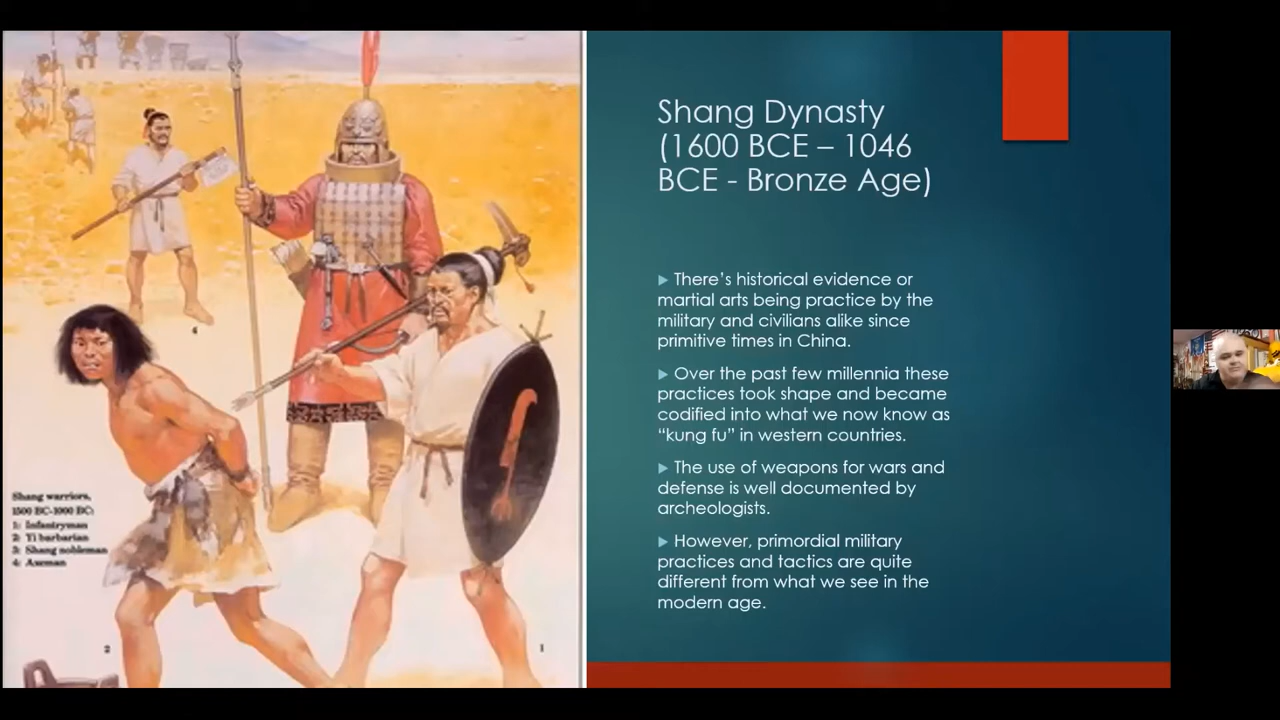 Shang Dynasty
(1600 BCE – 1046
BCE - Bronze Age)
There's historical evidence or
martial arts being practice by the
military and civilians alike since
primitive times in China.
Over the past few millennia these
practices took shape and became
codified into what we now know as
“kung fu” in western countries.
The use of weapons for wars and
defense is well documented by
archeologists.
However, primordial military
practices and tactics are quite
different from what we see in the
modern age.
Shang warriors,
1500 BC-1000 BC:
1: Infantryman
2: Yi barbarian
3: Shang nobleman
4: Axeman
4
2
1